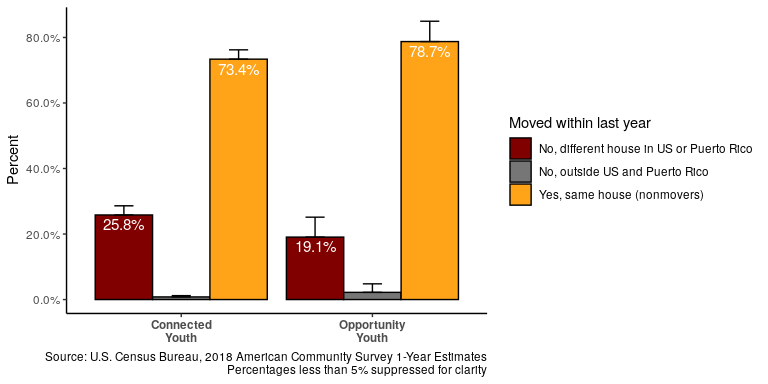 80.0%
60.0%
40.0%
20.0%
0.0%
Percent
25.8%
73.4%
19.1%
78.7%
Connected
Youth
Opportunity
Youth
Moved within last year
No, different house in US or Puerto Rico
No, outside US and Puerto Rico
Yes, same house (nonmovers)
Source: U.S. Census Bureau, 2018 American Community Survey 1-Year Estimates
Percentages less than 5% suppressed for clarity